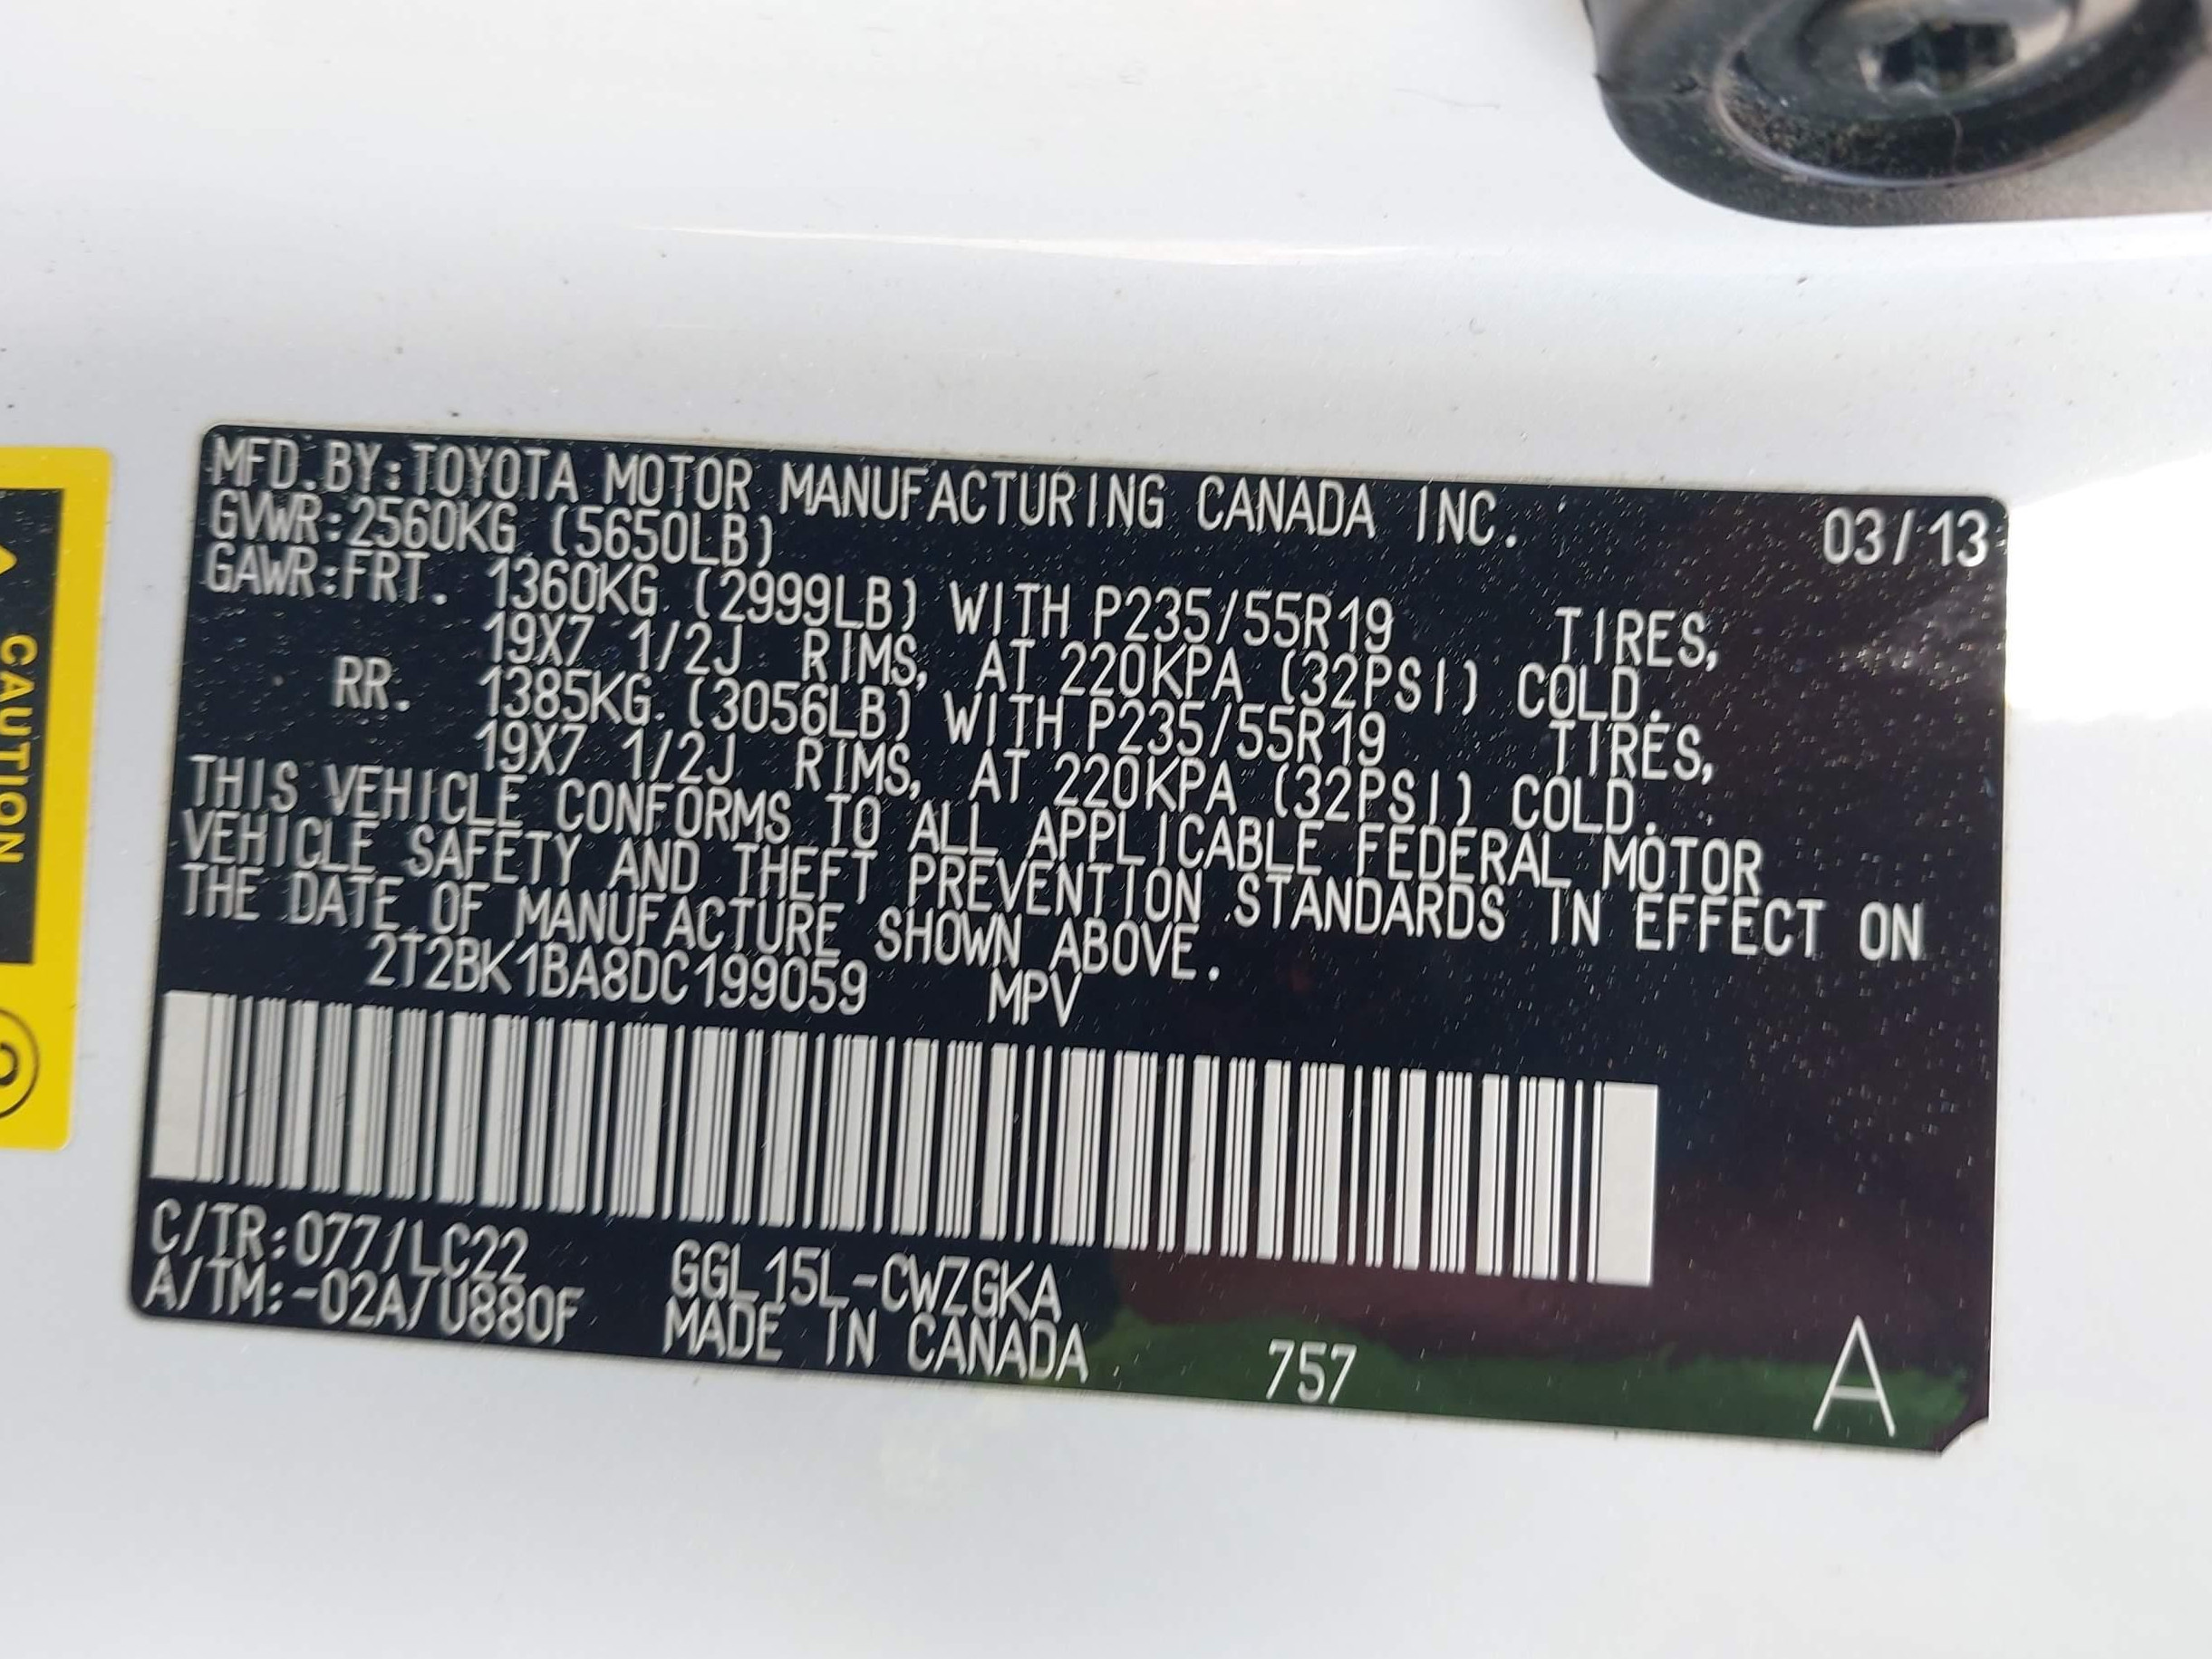 MFD.BY:TOYOTA MOTOR MANUFACTURING CANADA INC. 03/13
GVWR:2560KG (5650LB)
GAWR:FRT. 1360KG (2999LB) WITH P235/55R19 TIRES,
19X7 1/2J RIMS, AT 220KPA (32PSI) COLD.
RR. 1385KG (3056LB) WITH P235/55R19 TIRES,
19X7 1/2J RIMS, AT 220KPA (32PSI) COLD.
THIS VEHICLE CONFORMS TO ALL APPLICABLE FEDERAL MOTOR
VEHICLE SAFETY AND THEFT PREVENTION STANDARDS IN EFFECT ON
THE DATE OF MANUFACTURE SHOWN ABOVE.
2T2BK1BA8DC199059 MPV
C/TR:077/LC22 GGL15L-CWZGKA
A/TM:-02A/U880F MADE IN CANADA 757 A
CAUTION